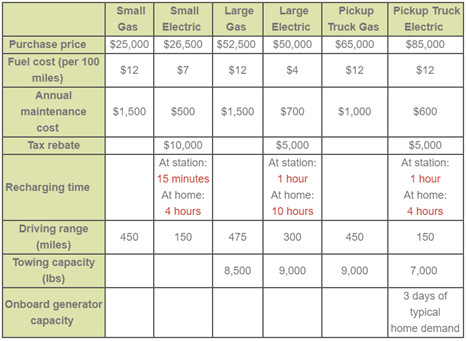 Small Gas Small Electric Large Gas Large Electric Pickup Truck Gas Pickup Truck Electric
Purchase price $25,000 $26,500 $52,500 $50,000 $65,000 $85,000
Fuel cost (per 100 miles) $12 $7 $12 $4 $12 $12
Annual maintenance cost $1,500 $500 $1,500 $700 $1,000 $600
Tax rebate $10,000 $5,000 $5,000
Recharging time At station: 15 minutes At home: 4 hours At station: 1 hour At home: 10 hours At station: 1 hour At home: 4 hours
Driving range (miles) 450 150 475 300 450 150
Towing capacity (lbs) 8,500 9,000 9,000 7,000
Onboard generator capacity 3 days of typical home demand